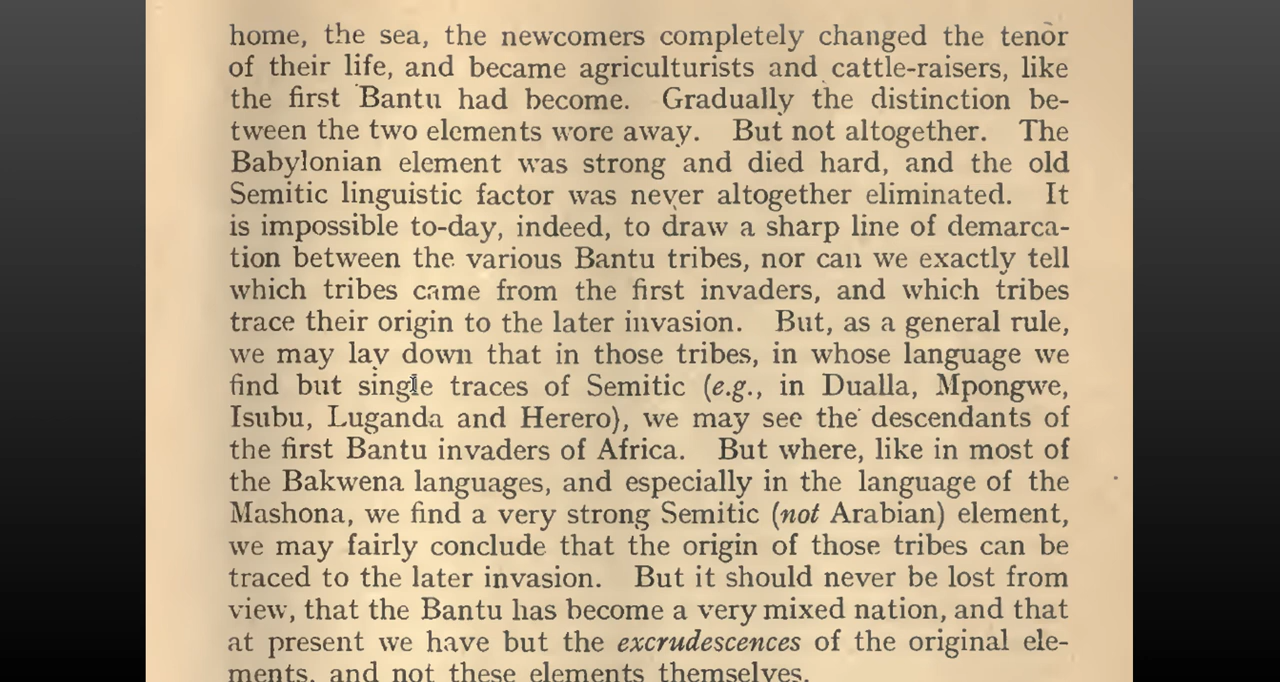 home, the sea, the newcomers completely changed the tenor
of their life, and became agriculturists and cattle-raisers, like
the first Bantu had become. Gradually the distinction be-
tween the two elements wore away. But not altogether. The
Babylonian element was strong and died hard, and the old
Semitic linguistic factor was never altogether eliminated. It
is impossible to-day, indeed, to draw a sharp line of demarca-
tion between the various Bantu tribes, nor can we exactly tell
which tribes came from the first invaders, and which tribes
trace their origin to the later invasion. But, as a general rule,
we may lay down that in those tribes, in whose language we
find but single traces of Semitic (e.g., in Dualla, Mpongwe,
Isubu, Luganda and Herero), we may see the descendants of
the first Bantu invaders of Africa. But where, like in most of
the Bakwena languages, and especially in the language of the
Mashona, we find a very strong Semitic (not Arabian) element,
we may fairly conclude that the origin of those tribes can be
traced to the later invasion. But it should never be lost from
view, that the Bantu has become a very mixed nation, and that
at present we have but the excrudescences of the original ele-
ments, and not these elements themselves.